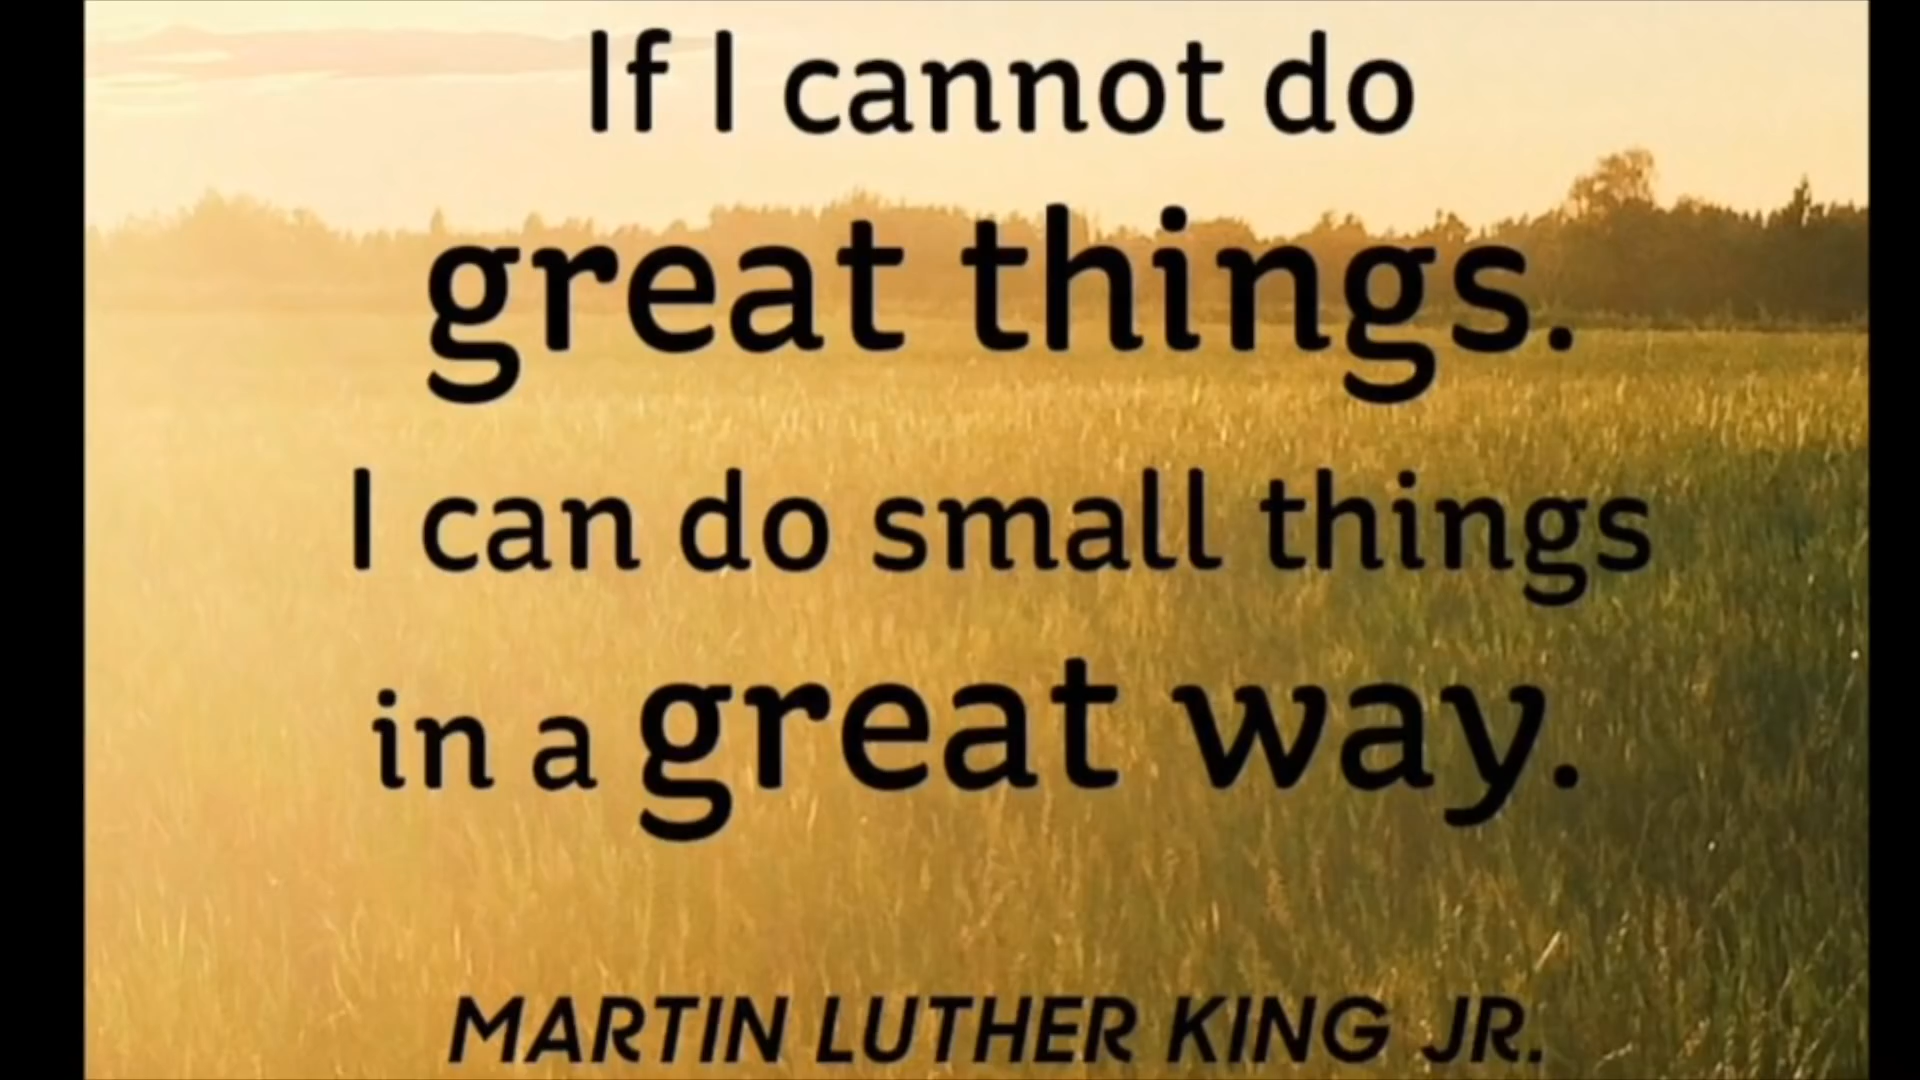 If I cannot do
great things.
I can do small things
in a great way.
MARTIN LUTHER KING JR.